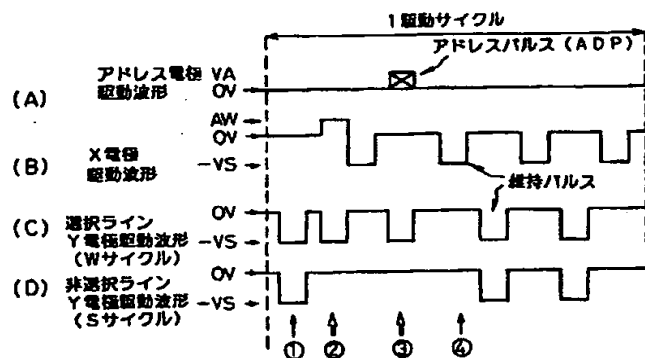 1駆動サイクル
アドレスパルス(ADP)
(A)
アドレス電極
駆動波形
VA
0V
(B)
X電極
駆動波形
AW
0V
-VS
維持パルス
(C)
選択ライン
Y電極駆動波形
(Wサイクル)
0V
-VS
(D)
非選択ライン
Y電極駆動波形
(Sサイクル)
0V
-VS
① ② ③ ④